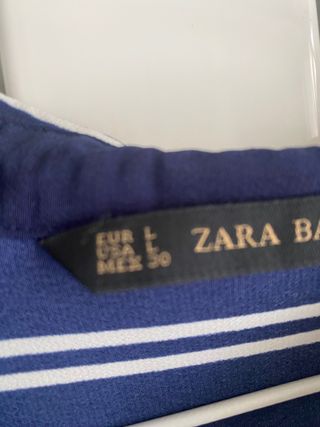 EUR L
USA L
MEX 30
ZARA BA